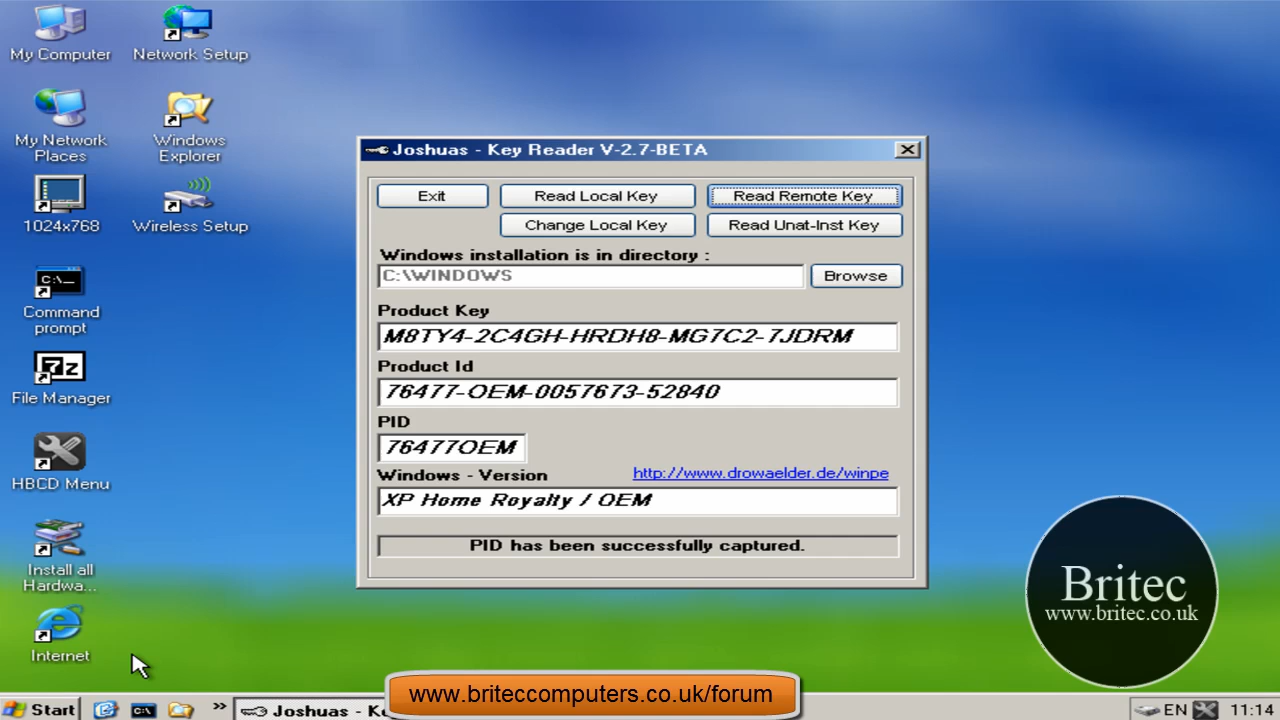 My Computer
Network Setup
My Network
Places
Windows
Explorer
1024x768
Wireless Setup
C:\_
Command
prompt
7z
File Manager
HBCD Menu
Install all
Hardwa...
Internet
Joshuas - Key Reader V-2.7-BETA
Exit
Read Local Key
Read Remote Key
Change Local Key
Read Unat-Inst Key
Windows installation is in directory :
C:\WINDOWS
Browse
Product Key
M8TY4-2C4GH-HRDH8-MG7C2-7JDRM
Product Id
76477-OEM-0057673-52840
PID
76477OEM
Windows - Version
http://www.drowaelder.de/winpe
XP Home Royalty / OEM
PID has been successfully captured.
Britec
www.britec.co.uk
www.briteccomputers.co.uk/forum
Start
Joshuas - Ke
EN
11:14